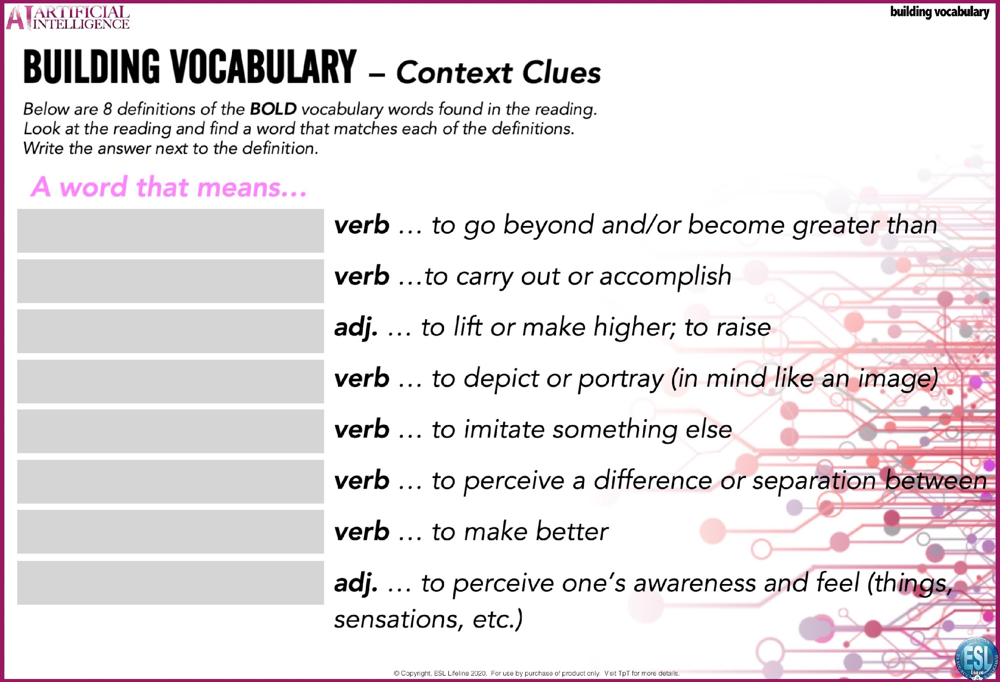 AI ARTIFICIAL
INTELLIGENCE
building vocabulary
BUILDING VOCABULARY – Context Clues
Below are 8 definitions of the BOLD vocabulary words found in the reading.
Look at the reading and find a word that matches each of the definitions.
Write the answer next to the definition.
A word that means...
verb ... to go beyond and/or become greater than
verb ...to carry out or accomplish
adj. ... to lift or make higher; to raise
verb ... to depict or portray (in mind like an image)
verb ... to imitate something else
verb ... to perceive a difference or separation between
verb ... to make better
adj. ... to perceive one's awareness and feel (things,
sensations, etc.)
LESSONS
RESOURCES
MATERIALS
ESL
LifeLine
© Copyright, ESL Lifeline 2020. For use by purchase of product only. Visit TpT for more details.